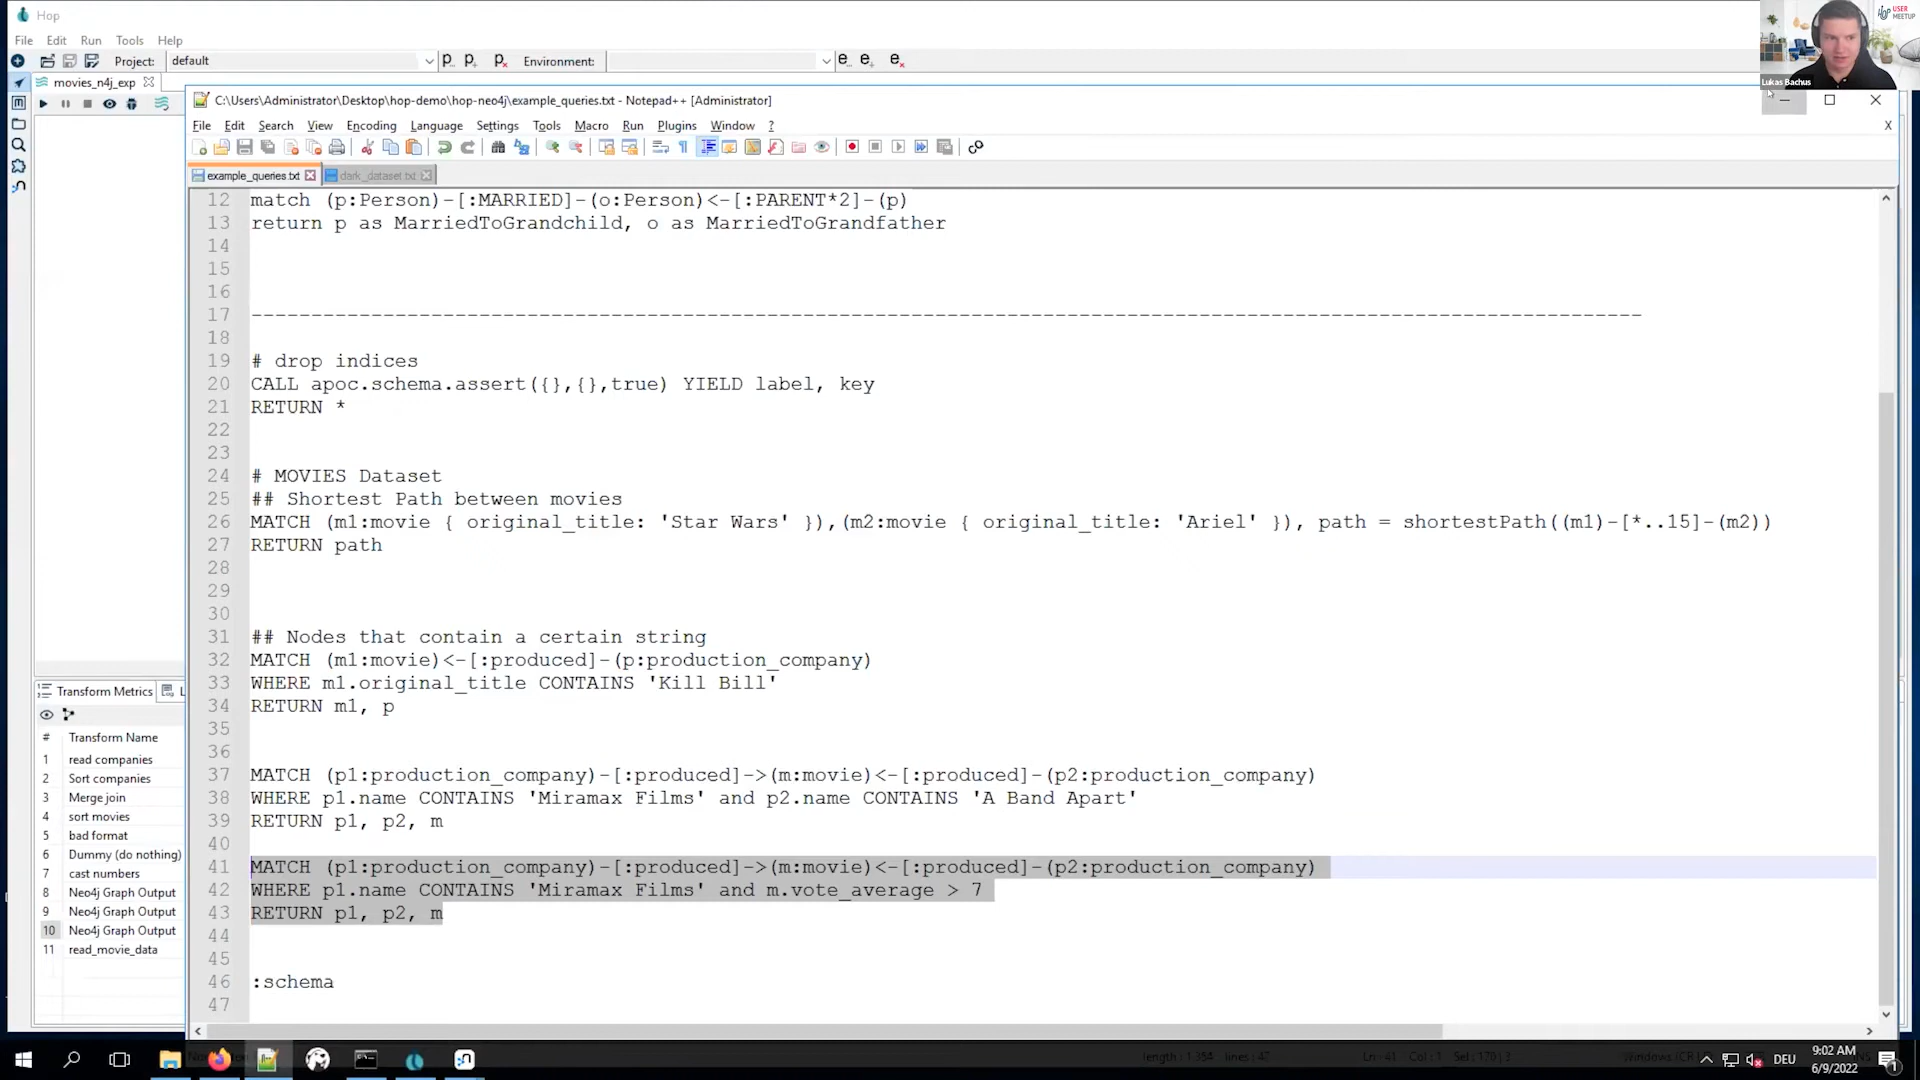 Hop
File Edit Run Tools Help
Project: default Environment:
movies_n4j_exp
C:\Users\Administrator\Desktop\hop-demo\hop-neo4j\example_queries.txt - Notepad++ [Administrator]
File Edit Search View Encoding Language Settings Tools Macro Run Plugins Window ?
example_queries.txt dark_dataset.txt
12 match (p:Person)-[:MARRIED]-(o:Person)<-[:PARENT*2]-(p)
13 return p as MarriedToGrandchild, o as MarriedToGrandfather
14
15
16
17 --------------------------------------------------------------------------------------------------------------------
18
19 # drop indices
20 CALL apoc.schema.assert({},{},true) YIELD label, key
21 RETURN *
22
23
24 # MOVIES Dataset
25 ## Shortest Path between movies
26 MATCH (m1:movie { original_title: 'Star Wars' }),(m2:movie { original_title: 'Ariel' }), path = shortestPath((m1)-[*..15]-(m2))
27 RETURN path
28
29
30
31 ## Nodes that contain a certain string
32 MATCH (m1:movie)<-[:produced]-(p:production_company)
33 WHERE m1.original_title CONTAINS 'Kill Bill'
34 RETURN m1, p
35
36
37 MATCH (p1:production_company)-[:produced]->(m:movie)<-[:produced]-(p2:production_company)
38 WHERE p1.name CONTAINS 'Miramax Films' and p2.name CONTAINS 'A Band Apart'
39 RETURN p1, p2, m
40
41 MATCH (p1:production_company)-[:produced]->(m:movie)<-[:produced]-(p2:production_company)
42 WHERE p1.name CONTAINS 'Miramax Films' and m.vote_average > 7
43 RETURN p1, p2, m
44
45
46 :schema
47
Transform Metrics
# Transform Name
1 read companies
2 Sort companies
3 Merge join
4 sort movies
5 bad format
6 Dummy (do nothing)
7 cast numbers
8 Neo4j Graph Output
9 Neo4j Graph Output
10 Neo4j Graph Output
11 read_movie_data
Lukas Bachus
USER
MEETUP
DEU
9:02 AM
6/9/2022